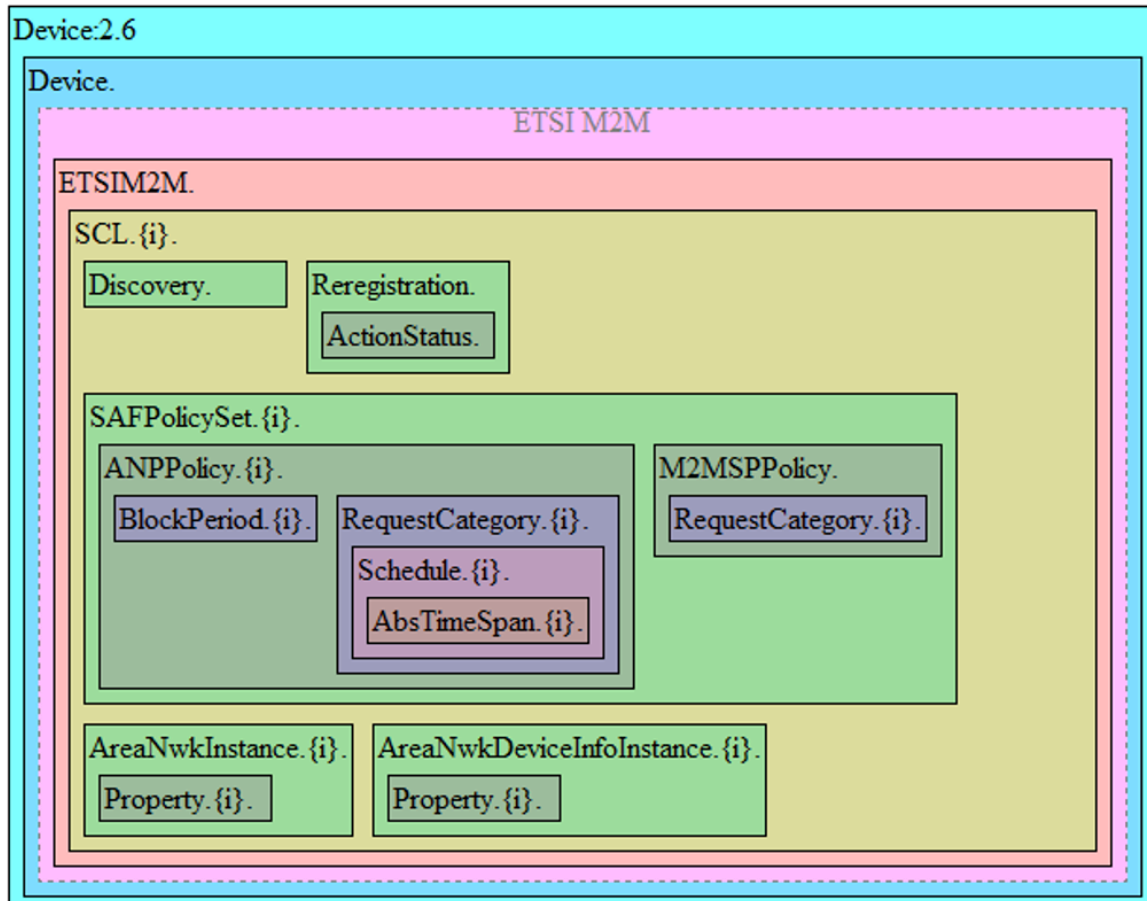 Device:2.6
Device.
ETSI M2M
ETSIM2M.
SCL.{i}.
Discovery.
Reregistration.
ActionStatus.
SAFPolicySet.{i}.
ANPPolicy.{i}.
M2MSPPolicy.
BlockPeriod.{i}.
RequestCategory.{i}.
RequestCategory.{i}.
Schedule.{i}.
AbsTimeSpan.{i}.
AreaNwkInstance.{i}.
AreaNwkDeviceInfoInstance.{i}.
Property.{i}.
Property.{i}.